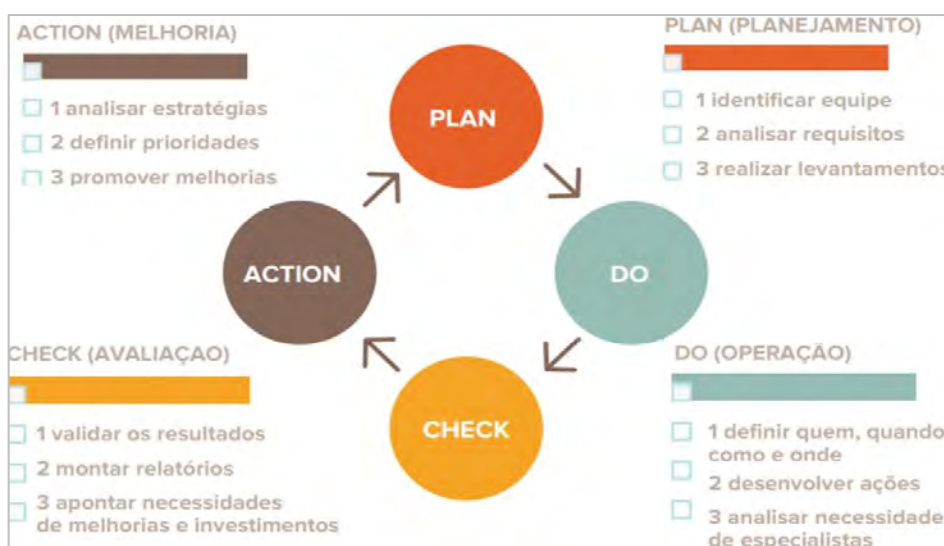 ACTION (MELHORIA)
1 analisar estratégias
2 definir prioridades
3 promover melhorias
PLAN (PLANEJAMENTO)
1 identificar equipe
2 analisar requisitos
3 realizar levantamentos
PLAN
ACTION
DO
CHECK
CHECK (AVALIAÇAO)
1 validar os resultados
2 montar relatórios
3 apontar necessidades
de melhorias e investimentos
DO (OPERAÇÃO)
1 definir quem, quando
como e onde
2 desenvolver ações
3 analisar necessidade
de especialistas